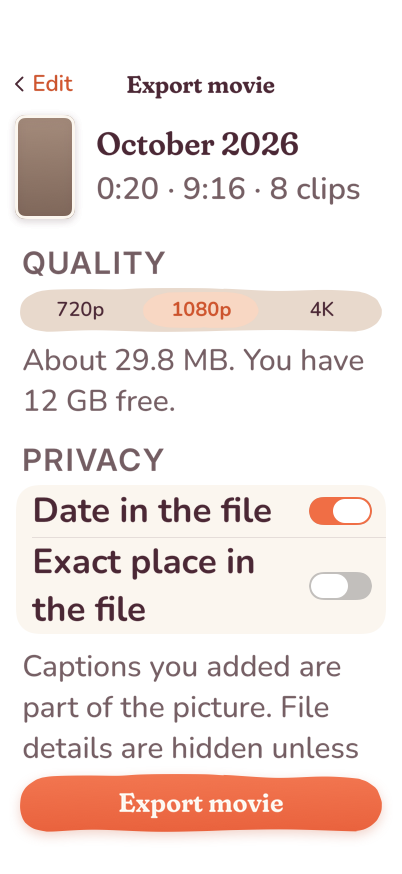 Edit
Export movie
October 2026
0:20 · 9:16 · 8 clips
QUALITY
720p
1080p
4K
About 29.8 MB. You have
12 GB free.
PRIVACY
Date in the file
Exact place in
the file
Captions you added are
part of the picture. File
details are hidden unless
Export movie